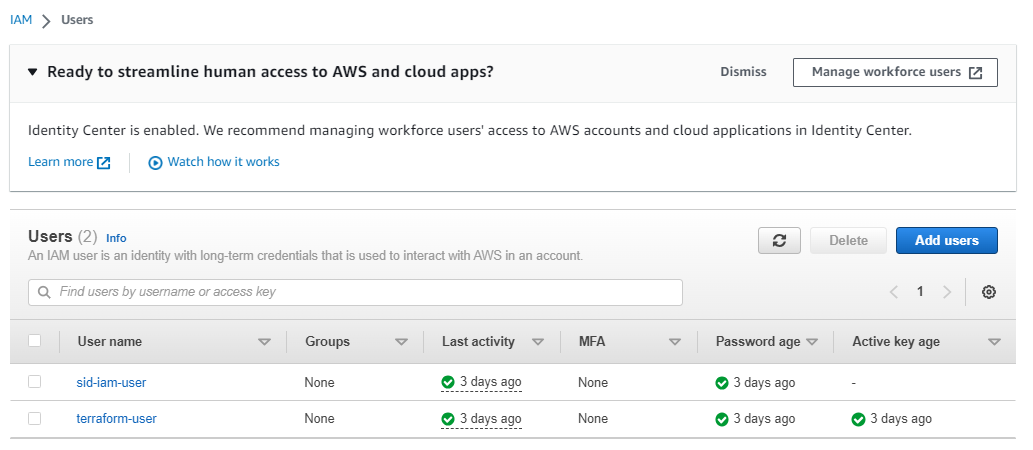 IAM > Users
Ready to streamline human access to AWS and cloud apps? Dismiss Manage workforce users
Identity Center is enabled. We recommend managing workforce users' access to AWS accounts and cloud applications in Identity Center.
Learn more Watch how it works
Users (2) Info Delete Add users
An IAM user is an identity with long-term credentials that is used to interact with AWS in an account.
Find users by username or access key 1
User name Groups Last activity MFA Password age Active key age
sid-iam-user None 3 days ago None 3 days ago -
terraform-user None 3 days ago None 3 days ago 3 days ago